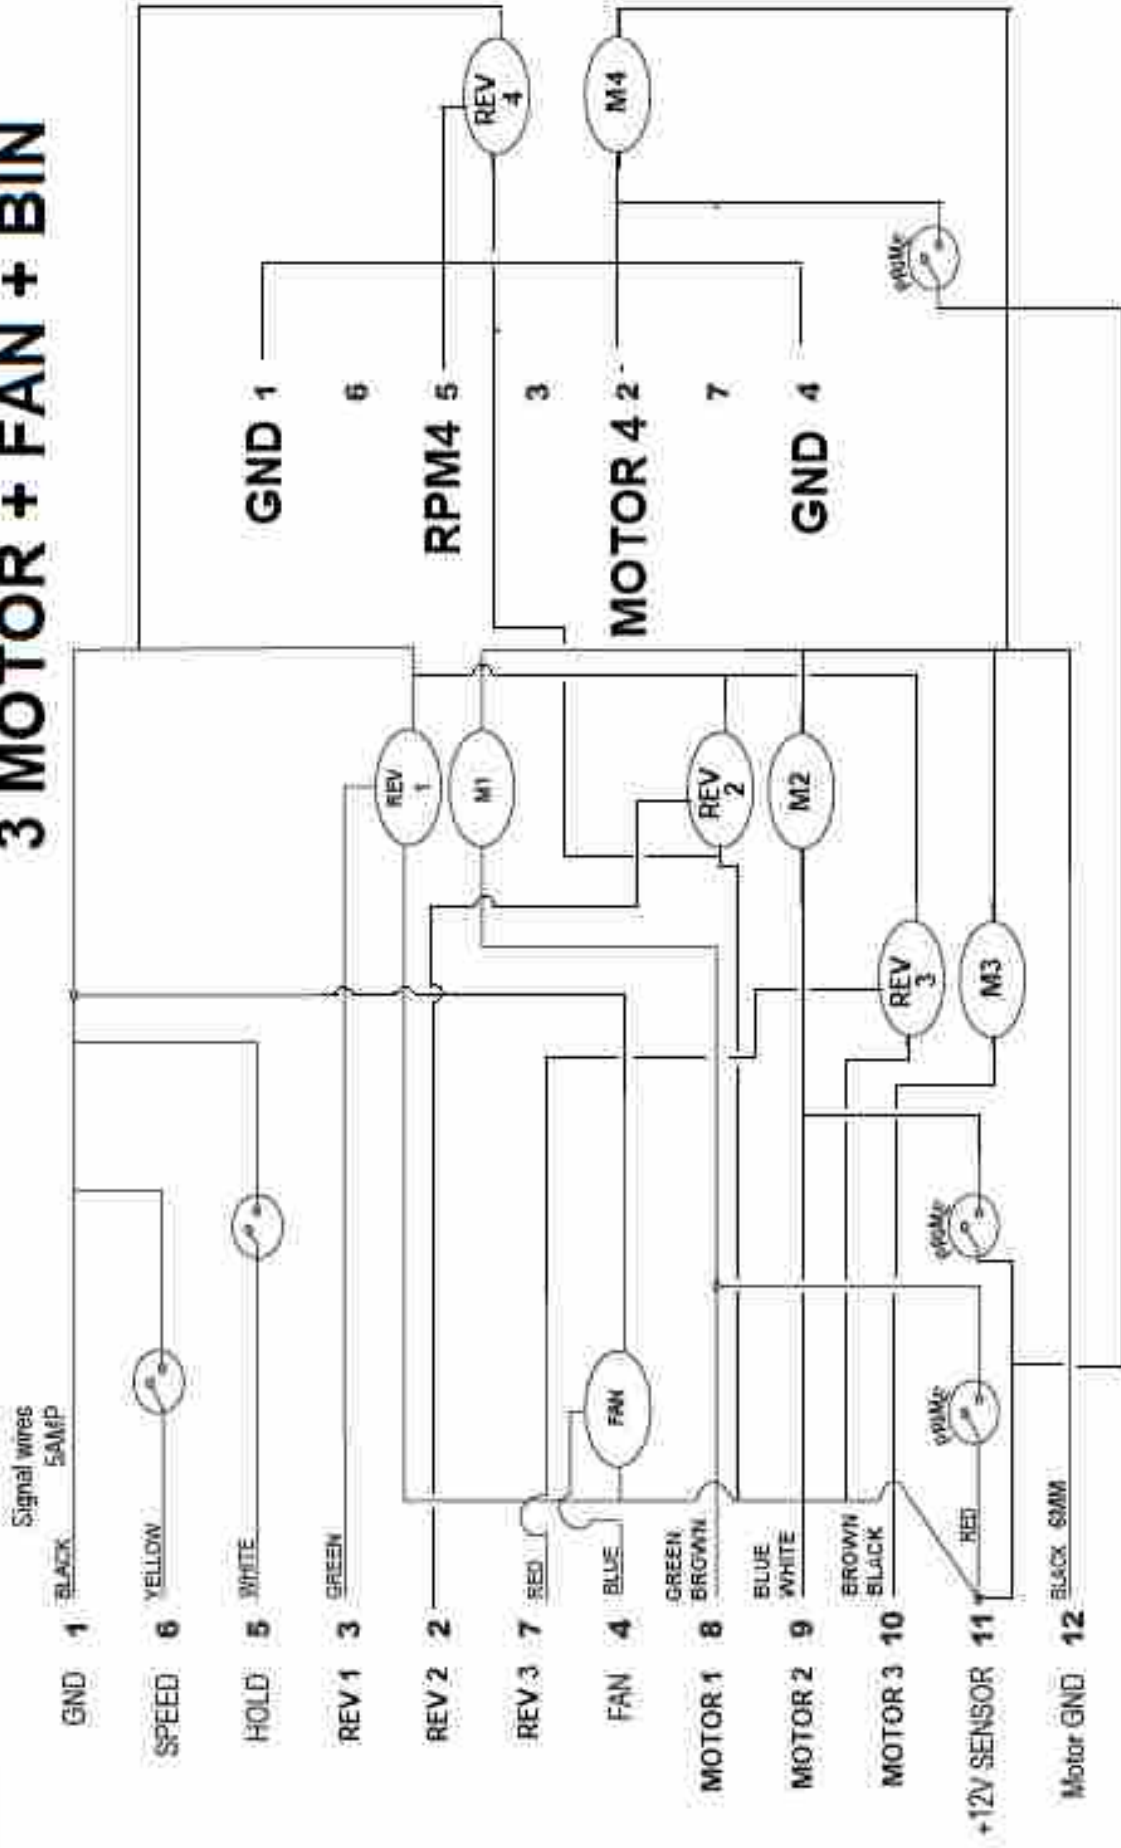 3 MOTOR + FAN + BIN
Signal wires
5AMP
GND 1 BLACK
SPEED 6 YELLOW
HOLD 5 WHITE
REV 1 3 GREEN
REV 2 2
REV 3 7 RED
FAN 4 BLUE
MOTOR 1 8 GREEN
BROWN
MOTOR 2 9 BLUE
WHITE
MOTOR 3 10 BROWN
BLACK
+12V SENSOR 11 RED
Motor GND 12 BLACK 6MM
FAN
PRIME
PRIME
REV
1
M1
REV
2
M2
REV
3
M3
GND 1
6
RPM4 5
3
MOTOR 4 2
7
GND 4
REV
4
M4
PRIME